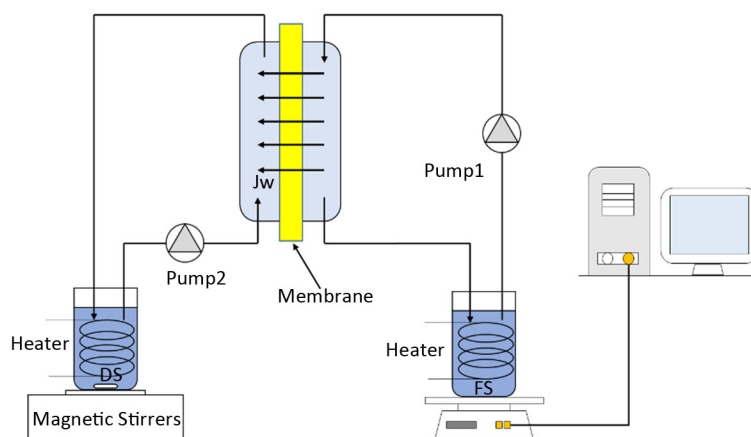 Jw
Pump1
Pump2
Membrane
Heater
DS
Heater
FS
Magnetic Stirrers